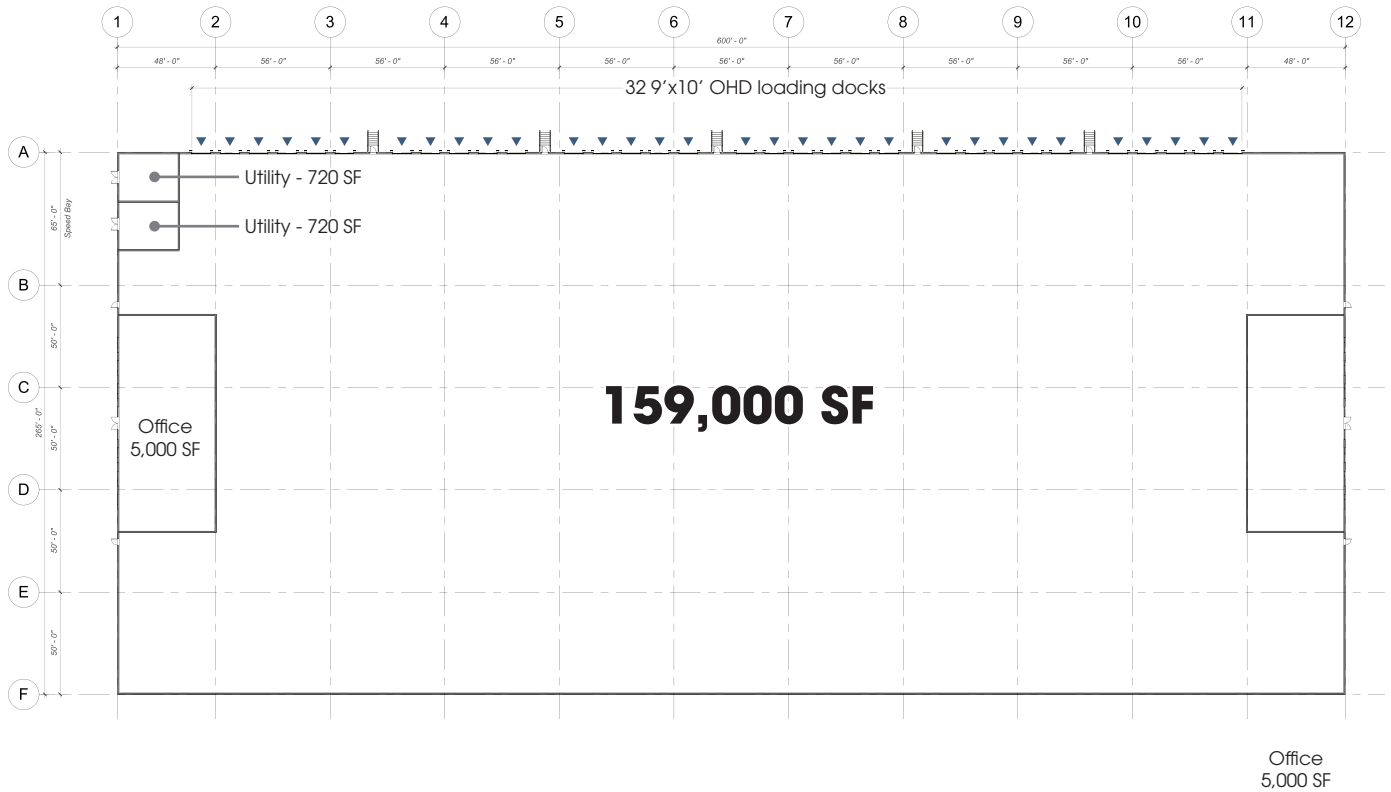 1 2 3 4 5 6 7 8 9 10 11 12
600' - 0"
48' - 0" 56' - 0" 56' - 0" 56' - 0" 56' - 0" 56' - 0" 56' - 0" 56' - 0" 56' - 0" 56' - 0" 48' - 0"
32 9’x10’ OHD loading docks
A
Utility - 720 SF
65' - 0"
Speed Bay
Utility - 720 SF
B
50' - 0"
C
159,000 SF
265' - 0"
Office
5,000 SF
50' - 0"
D
50' - 0"
E
50' - 0"
F
Office
5,000 SF